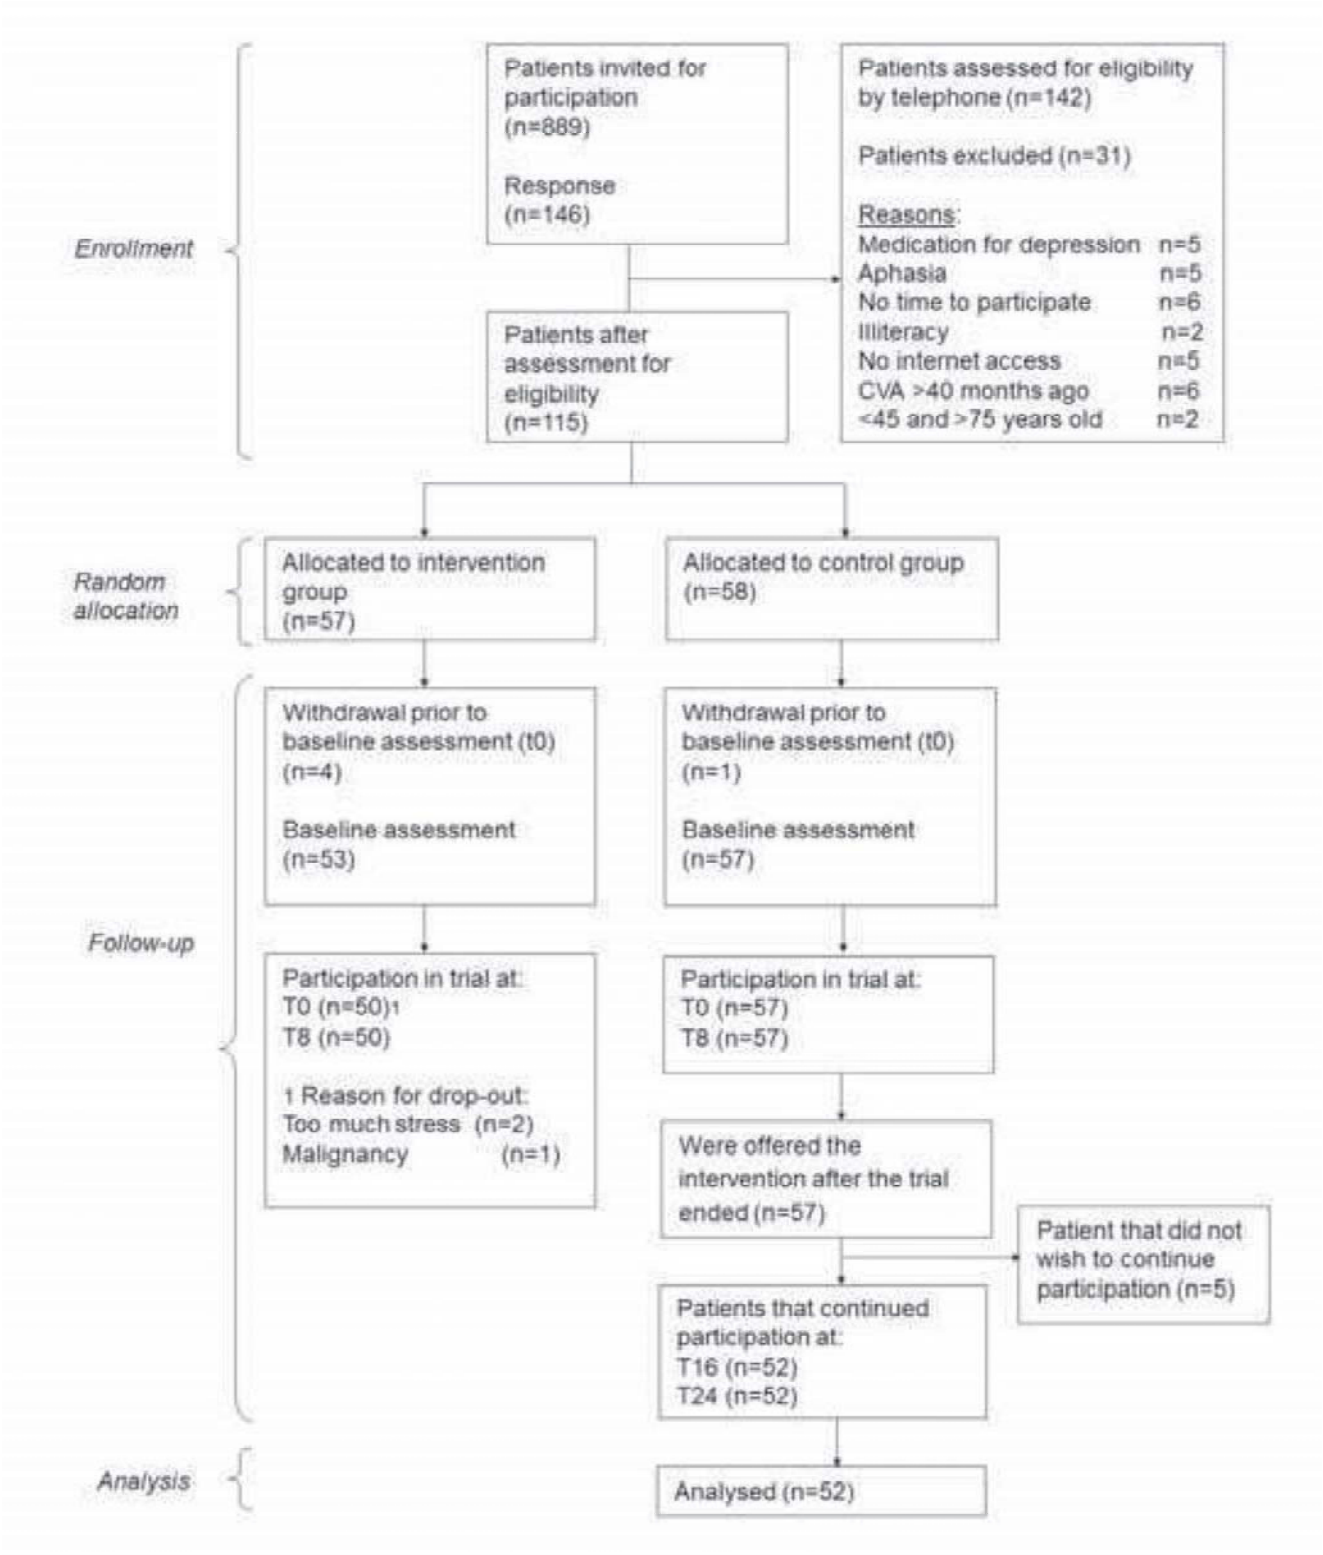 Enrollment
Patients invited for
participation
(n=889)
Response
(n=146)
Patients assessed for eligibility
by telephone (n=142)
Patients excluded (n=31)
Reasons:
Medication for depression n=5
Aphasia n=5
No time to participate n=6
Illiteracy n=2
No internet access n=5
CVA >40 months ago n=6
<45 and >75 years old n=2
Patients after
assessment for
eligibility
(n=115)
Random
allocation
Allocated to intervention
group
(n=57)
Allocated to control group
(n=58)
Follow-up
Withdrawal prior to
baseline assessment (t0)
(n=4)
Baseline assessment
(n=53)
Withdrawal prior to
baseline assessment (t0)
(n=1)
Baseline assessment
(n=57)
Participation in trial at:
T0 (n=50)1
T8 (n=50)
1 Reason for drop-out:
Too much stress (n=2)
Malignancy (n=1)
Participation in trial at:
T0 (n=57)
T8 (n=57)
Were offered the
intervention after the trial
ended (n=57)
Patient that did not
wish to continue
participation (n=5)
Patients that continued
participation at:
T16 (n=52)
T24 (n=52)
Analysis
Analysed (n=52)